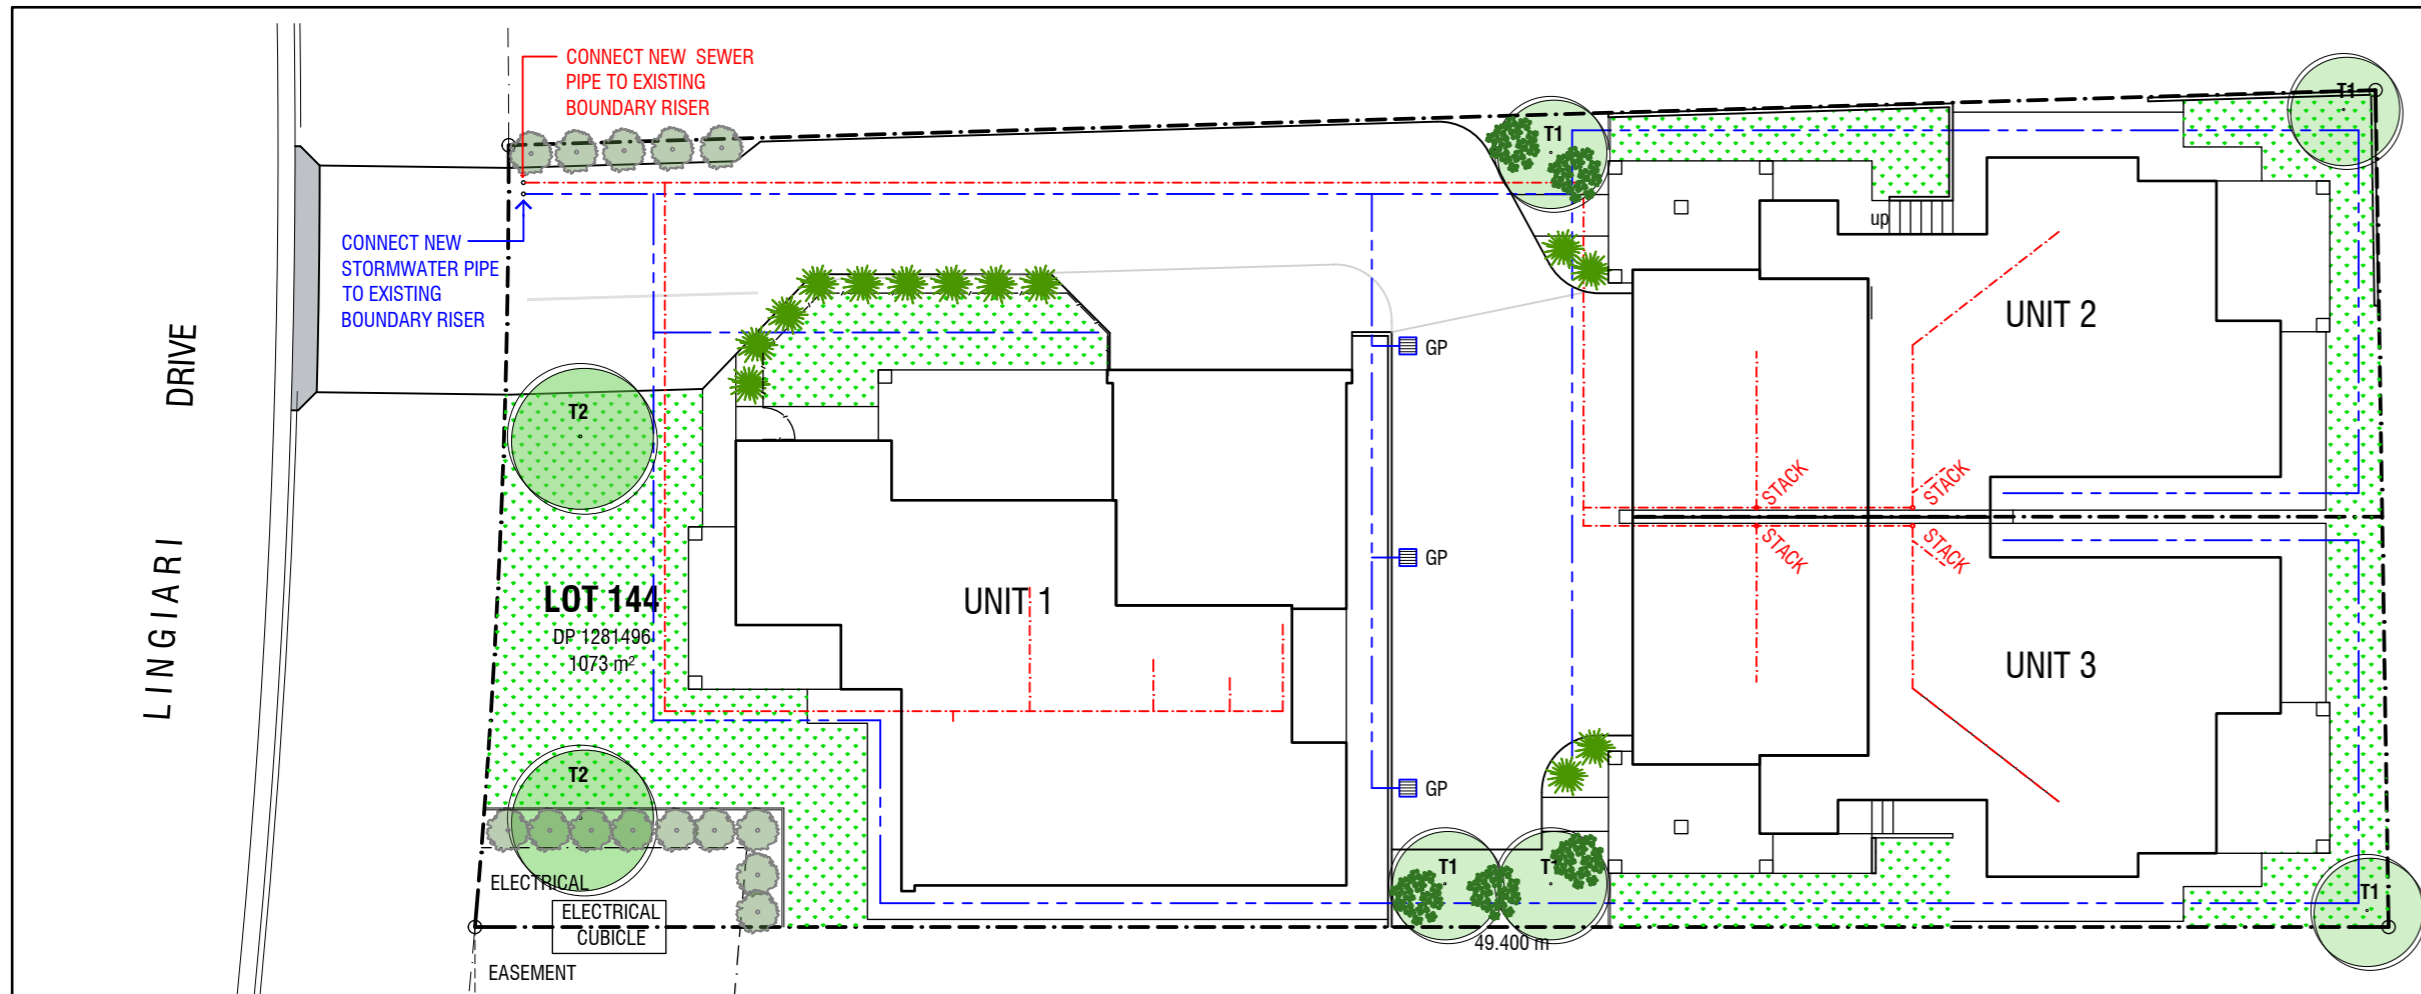 CONNECT NEW SEWER
PIPE TO EXISTING
BOUNDARY RISER
CONNECT NEW
STORMWATER PIPE
TO EXISTING
BOUNDARY RISER
LINGIARI DRIVE
T1
T1
up
UNIT 2
GP
T2
STACK
STACK
STACK
STACK
GP
LOT 144
DP 1281496
1073 m²
UNIT 1
UNIT 3
T2
GP
T1
T1
T1
ELECTRICAL
ELECTRICAL
CUBICLE
49.400 m
EASEMENT